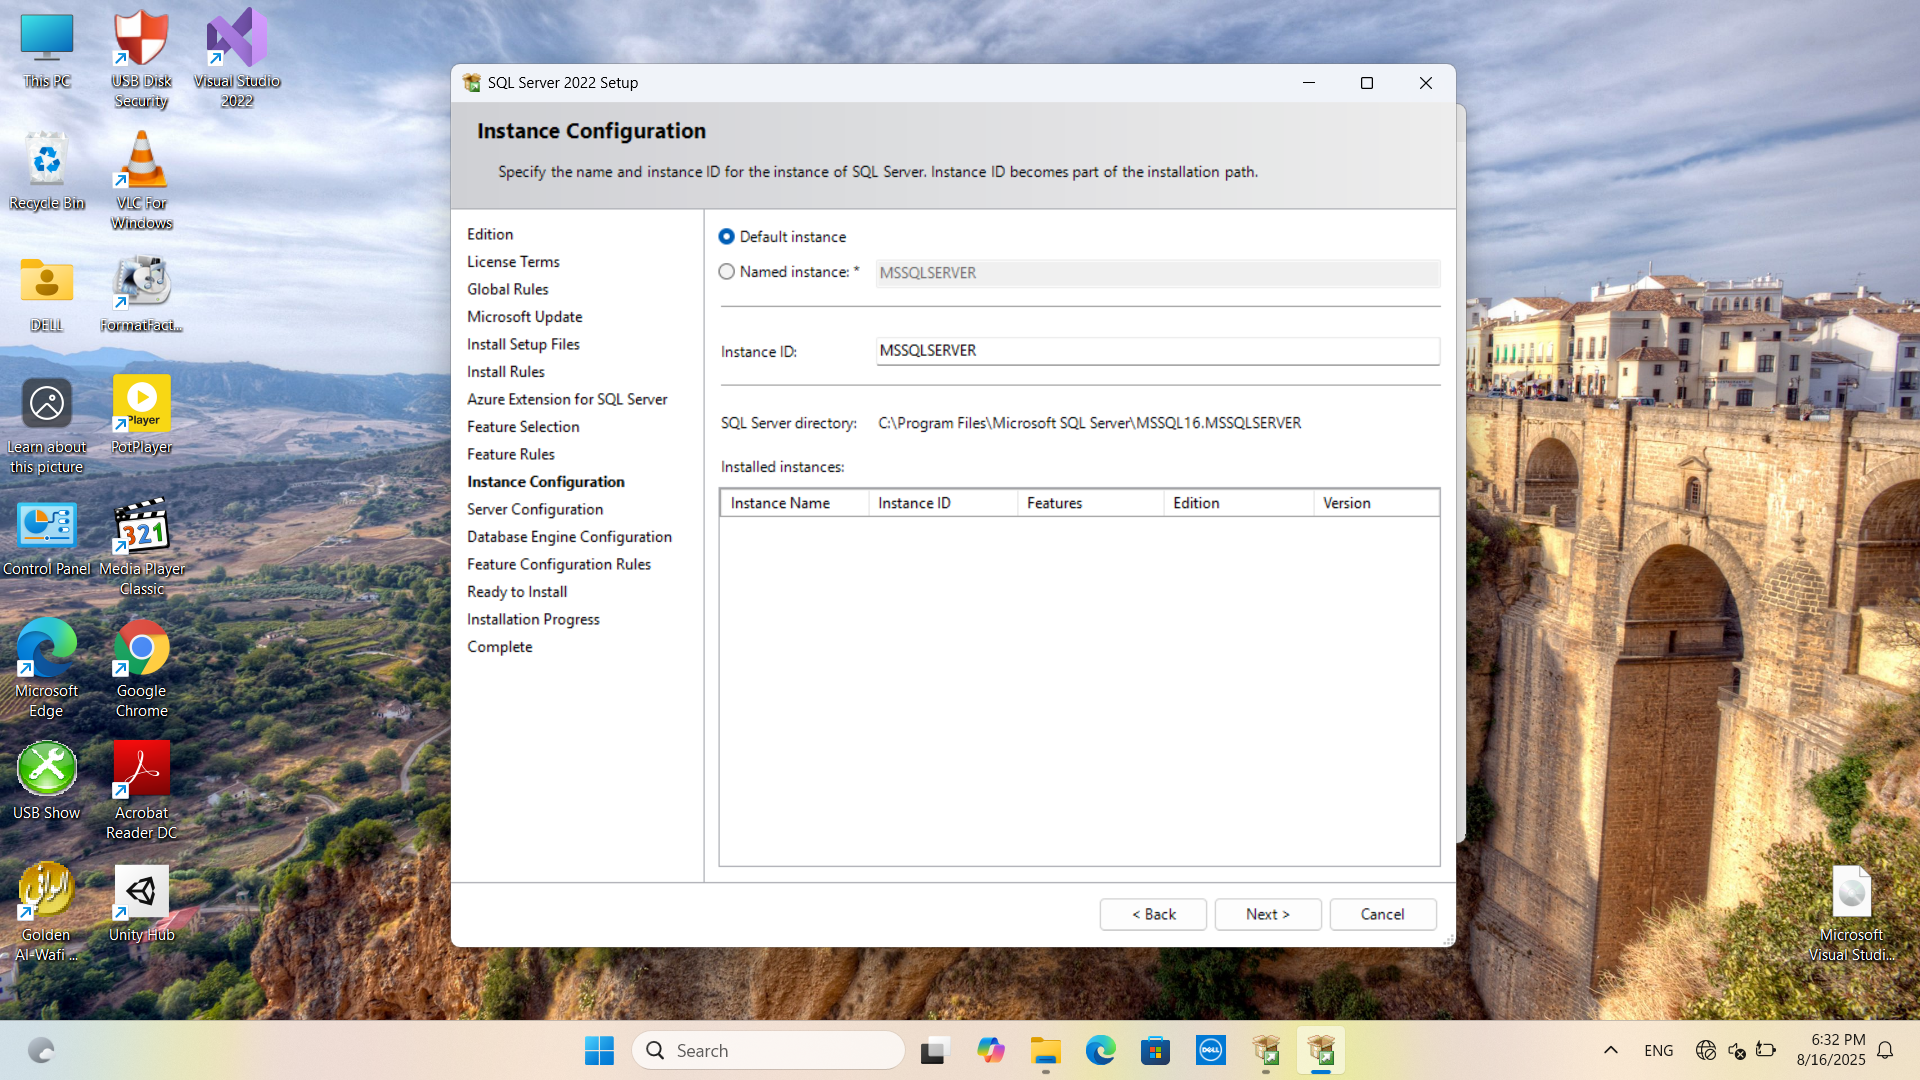 This PC
USB Disk
Security
Visual Studio
2022
Recycle Bin
VLC For
Windows
DELL
FormatFact...
Learn about
this picture
Player
PotPlayer
Control Panel
321
Media Player
Classic
Microsoft
Edge
Google
Chrome
USB Show
Acrobat
Reader DC
الوافي
Golden
Al-Wafi ...
Unity Hub
SQL Server 2022 Setup
Instance Configuration
Specify the name and instance ID for the instance of SQL Server. Instance ID becomes part of the installation path.
Edition
License Terms
Global Rules
Microsoft Update
Install Setup Files
Install Rules
Azure Extension for SQL Server
Feature Selection
Feature Rules
Instance Configuration
Server Configuration
Database Engine Configuration
Feature Configuration Rules
Ready to Install
Installation Progress
Complete
Default instance
Named instance: * MSSQLSERVER
Instance ID: MSSQLSERVER
SQL Server directory: C:\Program Files\Microsoft SQL Server\MSSQL16.MSSQLSERVER
Installed instances:
Instance Name Instance ID Features Edition Version
< Back Next > Cancel
Microsoft
Visual Studi...
Search
DELL
ENG
6:32 PM
8/16/2025